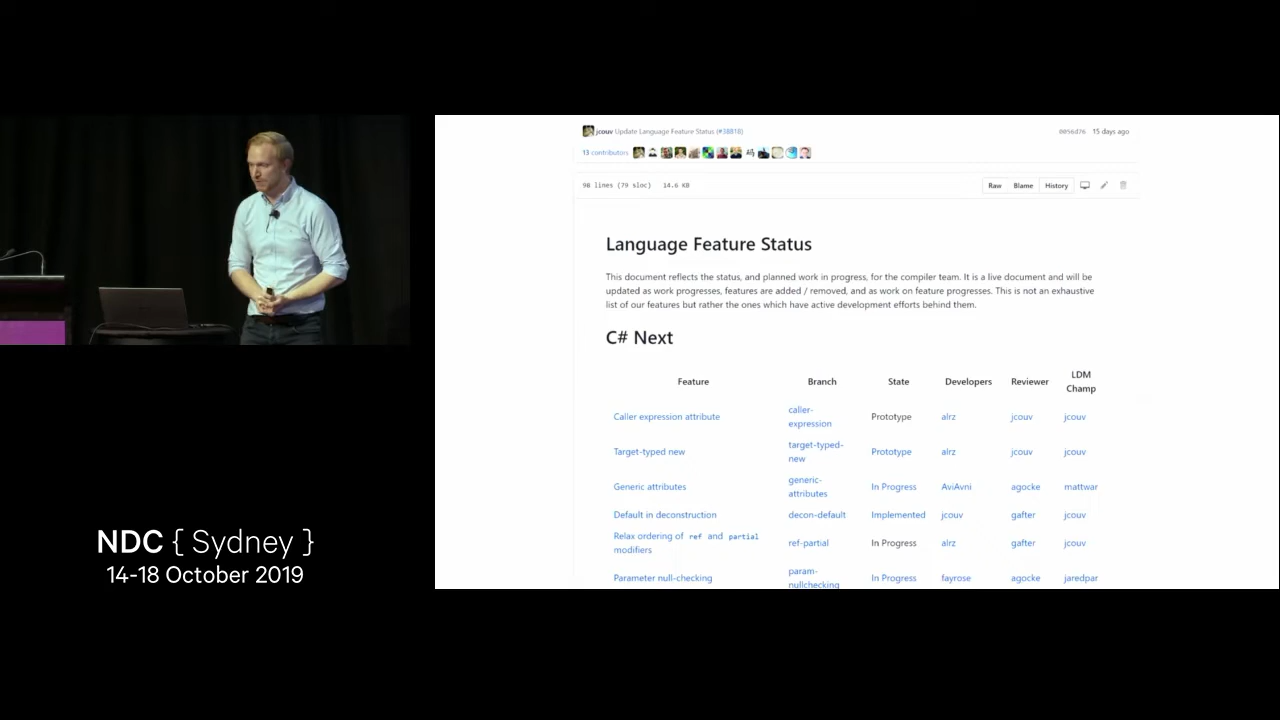 jcouv Update Language Feature Status (#38818)
0056d76 15 days ago
13 contributors
98 lines (79 sloc) 14.6 KB
Raw Blame History
Language Feature Status
This document reflects the status, and planned work in progress, for the compiler team. It is a live document and will be
updated as work progresses, features are added / removed, and as work on feature progresses. This is not an exhaustive
list of our features but rather the ones which have active development efforts behind them.
C# Next
Feature Branch State Developers Reviewer LDM Champ
Caller expression attribute caller-expression Prototype alrz jcouv jcouv
Target-typed new target-typed-new Prototype alrz jcouv jcouv
Generic attributes generic-attributes In Progress AviAvni agocke mattwar
Default in deconstruction decon-default Implemented jcouv gafter jcouv
Relax ordering of ref and partial modifiers ref-partial In Progress alrz gafter jcouv
Parameter null-checking param-nullchecking In Progress fayrose agocke jaredpar
NDC { Sydney }
14-18 October 2019